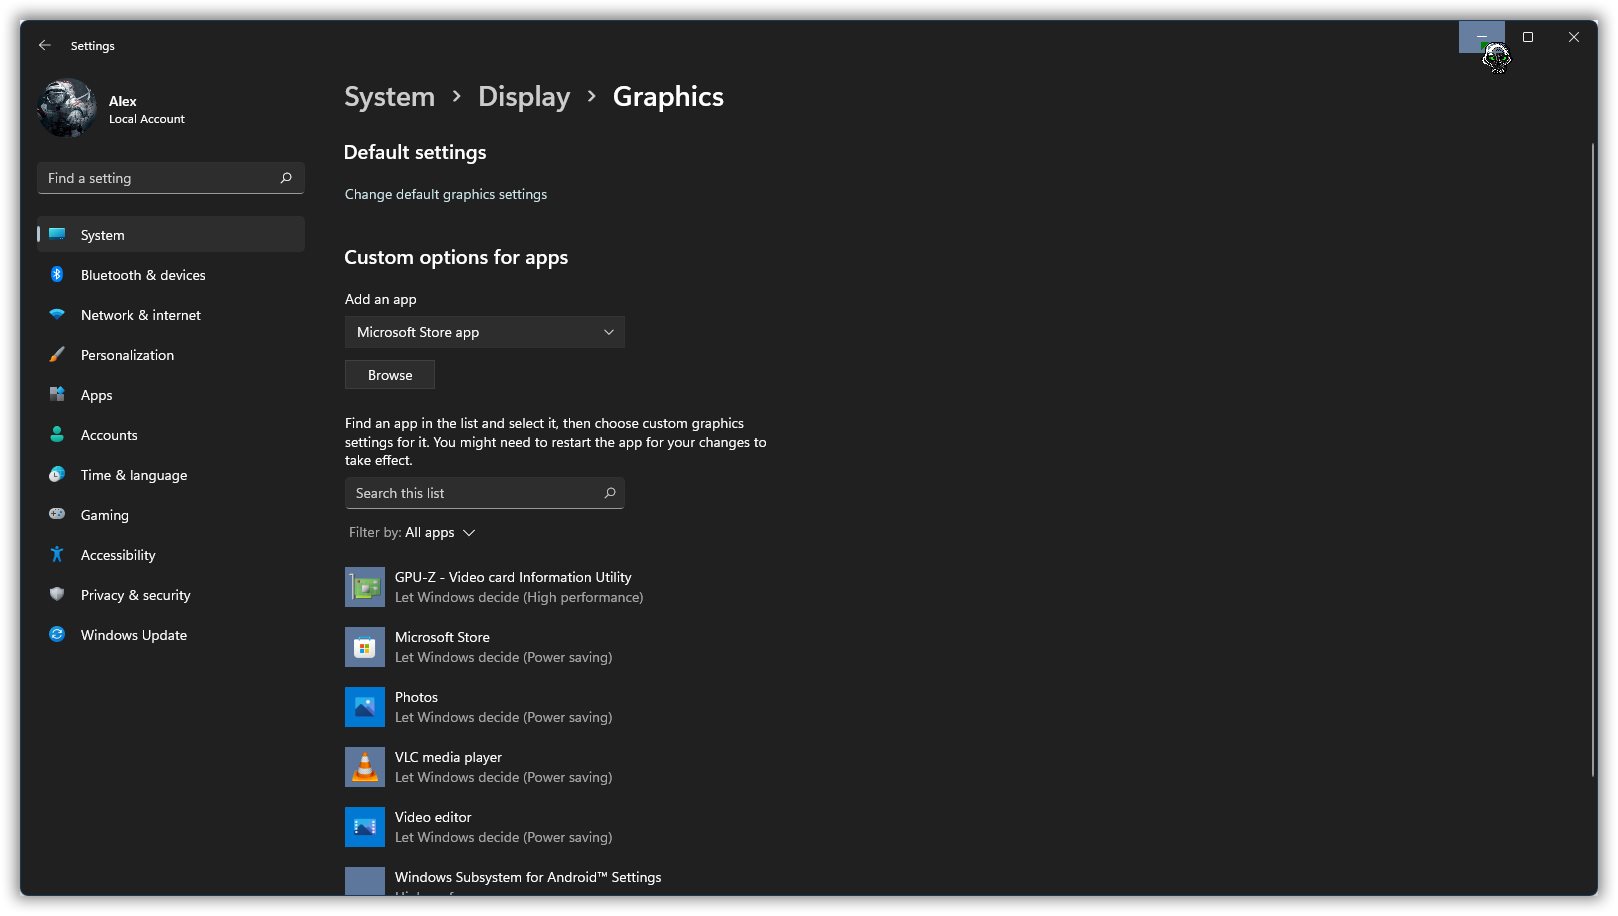 Settings
Alex
Local Account
Find a setting
System
Bluetooth & devices
Network & internet
Personalization
Apps
Accounts
Time & language
Gaming
Accessibility
Privacy & security
Windows Update
System > Display > Graphics
Default settings
Change default graphics settings
Custom options for apps
Add an app
Microsoft Store app
Browse
Find an app in the list and select it, then choose custom graphics
settings for it. You might need to restart the app for your changes to
take effect.
Search this list
Filter by: All apps
GPU-Z - Video card Information Utility
Let Windows decide (High performance)
Microsoft Store
Let Windows decide (Power saving)
Photos
Let Windows decide (Power saving)
VLC media player
Let Windows decide (Power saving)
Video editor
Let Windows decide (Power saving)
Windows Subsystem for Android™ Settings